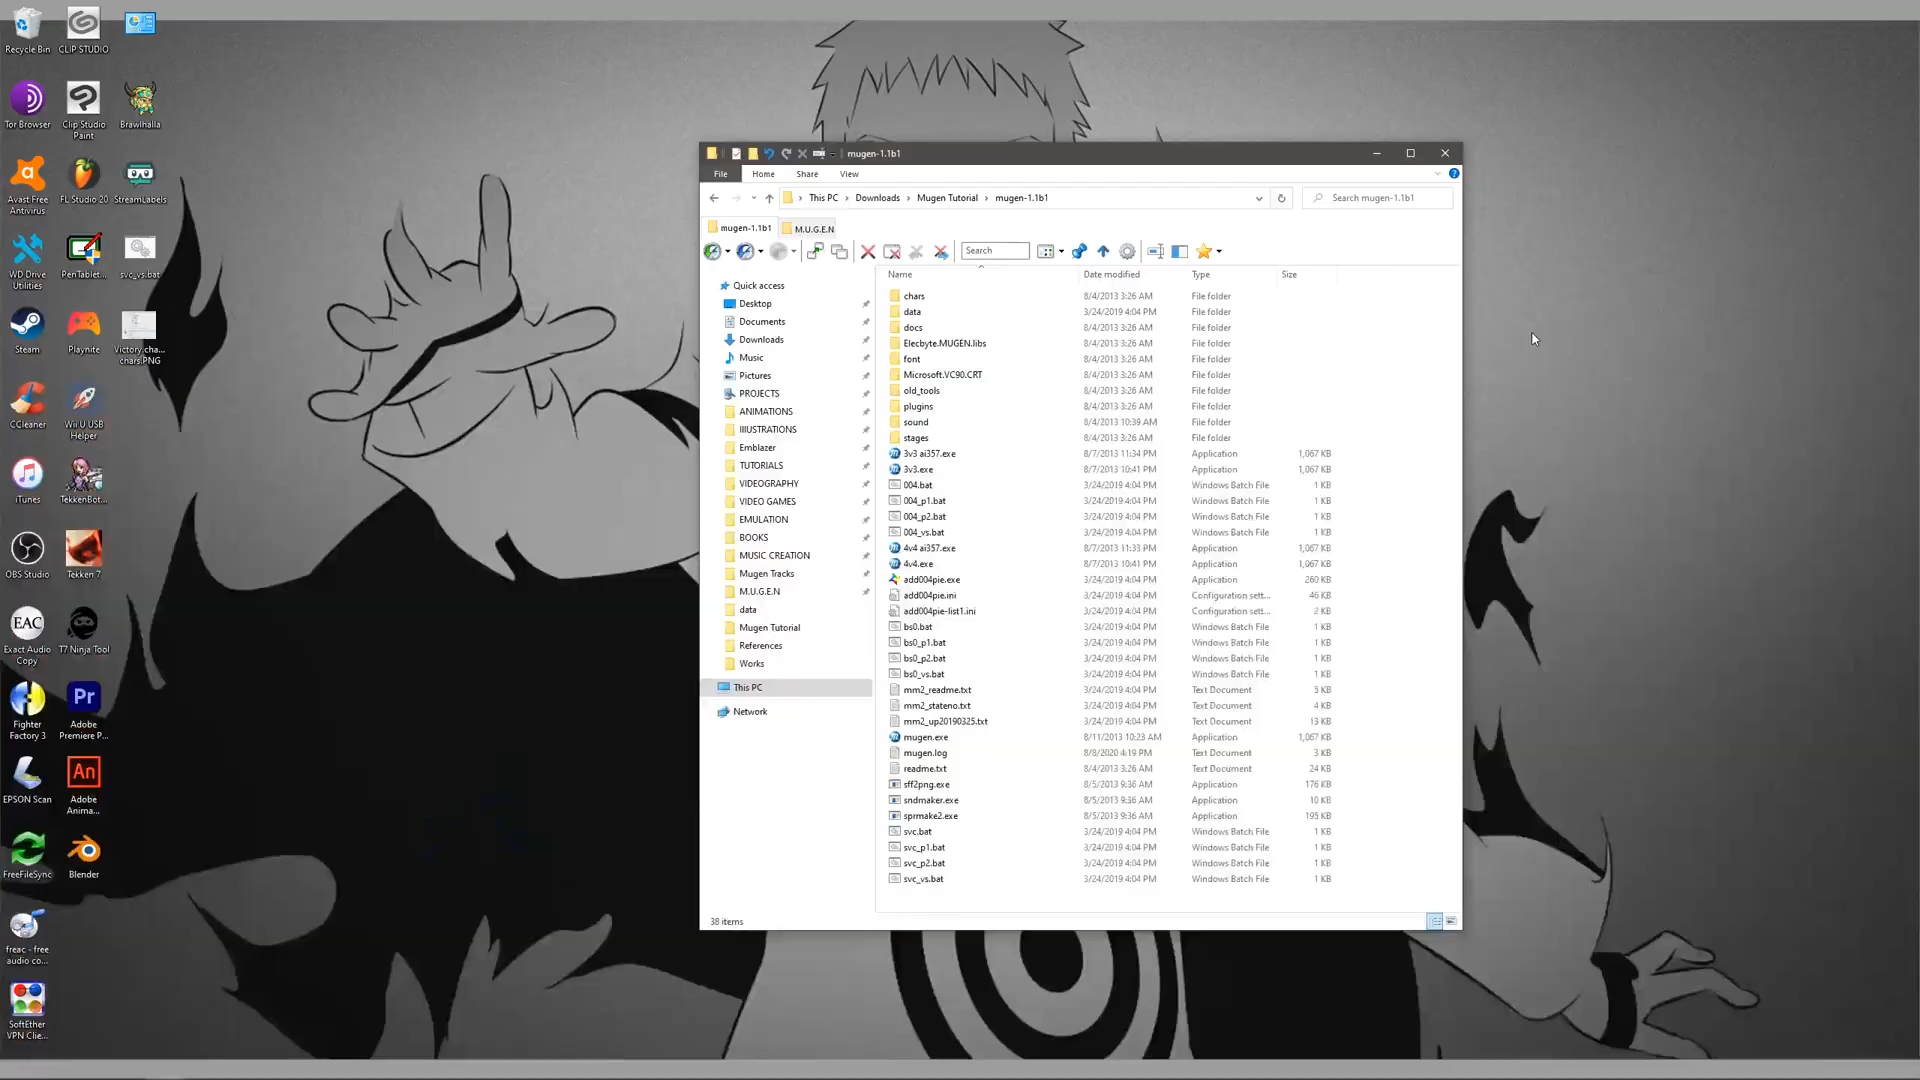 Recycle Bin
CLIP STUDIO
Tor Browser
Clip Studio
Paint
Brawlhalla
Avast Free
Antivirus
FL Studio 20
StreamLabels
WD Drive
Utilities
PenTablet...
svc_vs.bat
Steam
Playnite
Victory.cha...
chars.PNG
CCleaner
Wii U USB
Helper
iTunes
TekkenBot...
OBS Studio
Tekken 7
EAC
Exact Audio
Copy
T7 Ninja Tool
Fighter
Factory 3
Pr
Adobe
Premiere P...
EPSON Scan
An
Adobe
Anima...
FreeFileSync
Blender
freac - free
audio co...
SoftEther
VPN Clie...
mugen-1.1b1
File Home Share View
This PC Downloads Mugen Tutorial mugen-1.1b1
Search mugen-1.1b1
mugen-1.1b1 M.U.G.E.N
Search
Quick access
Desktop
Documents
Downloads
Music
Pictures
PROJECTS
ANIMATIONS
IllUSTRATIONS
Emblazer
TUTORIALS
VIDEOGRAPHY
VIDEO GAMES
EMULATION
BOOKS
MUSIC CREATION
Mugen Tracks
M.U.G.E.N
data
Mugen Tutorial
References
Works
This PC
Network
Name Date modified Type Size
chars 8/4/2013 3:26 AM File folder
data 3/24/2019 4:04 PM File folder
docs 8/4/2013 3:26 AM File folder
Elecbyte.MUGEN.libs 8/4/2013 3:26 AM File folder
font 8/4/2013 3:26 AM File folder
Microsoft.VC90.CRT 8/4/2013 3:26 AM File folder
old_tools 8/4/2013 3:26 AM File folder
plugins 8/4/2013 3:26 AM File folder
sound 8/4/2013 10:39 AM File folder
stages 8/4/2013 3:26 AM File folder
3v3 ai357.exe 8/7/2013 11:34 PM Application 1,067 KB
3v3.exe 8/7/2013 10:41 PM Application 1,067 KB
004.bat 3/24/2019 4:04 PM Windows Batch File 1 KB
004_p1.bat 3/24/2019 4:04 PM Windows Batch File 1 KB
004_p2.bat 3/24/2019 4:04 PM Windows Batch File 1 KB
004_vs.bat 3/24/2019 4:04 PM Windows Batch File 1 KB
4v4 ai357.exe 8/7/2013 11:33 PM Application 1,067 KB
4v4.exe 8/7/2013 10:41 PM Application 1,067 KB
add004pie.exe 3/24/2019 4:04 PM Application 260 KB
add004pie.ini 3/24/2019 4:04 PM Configuration sett... 46 KB
add004pie-list1.ini 3/24/2019 4:04 PM Configuration sett... 2 KB
bs0.bat 3/24/2019 4:04 PM Windows Batch File 1 KB
bs0_p1.bat 3/24/2019 4:04 PM Windows Batch File 1 KB
bs0_p2.bat 3/24/2019 4:04 PM Windows Batch File 1 KB
bs0_vs.bat 3/24/2019 4:04 PM Windows Batch File 1 KB
mm2_readme.txt 3/24/2019 4:04 PM Text Document 5 KB
mm2_stateno.txt 3/24/2019 4:04 PM Text Document 4 KB
mm2_up20190325.txt 3/24/2019 4:04 PM Text Document 13 KB
mugen.exe 8/11/2013 10:23 AM Application 1,067 KB
mugen.log 8/8/2020 4:19 PM Text Document 3 KB
readme.txt 8/4/2013 3:26 AM Text Document 24 KB
sff2png.exe 8/5/2013 9:36 AM Application 176 KB
sndmaker.exe 8/5/2013 9:36 AM Application 10 KB
sprmake2.exe 8/5/2013 9:36 AM Application 195 KB
svc.bat 3/24/2019 4:04 PM Windows Batch File 1 KB
svc_p1.bat 3/24/2019 4:04 PM Windows Batch File 1 KB
svc_p2.bat 3/24/2019 4:04 PM Windows Batch File 1 KB
svc_vs.bat 3/24/2019 4:04 PM Windows Batch File 1 KB
38 items